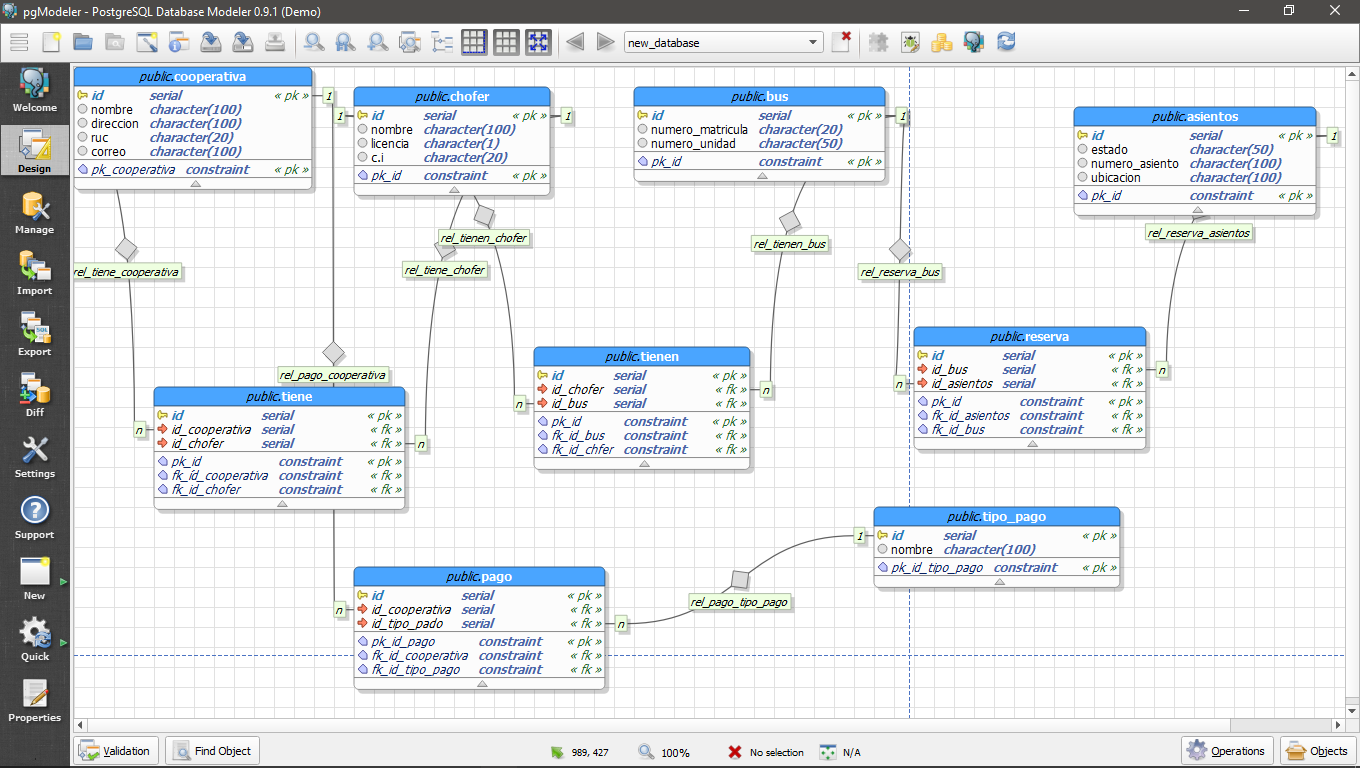 pgModeler - PostgreSQL Database Modeler 0.9.1 (Demo)
new_database
Welcome
Design
Manage
Import
Export
Diff
Settings
Support
New
Quick
Properties
public.cooperativa
id serial « pk »
nombre character(100)
direccion character(100)
ruc character(20)
correo character(100)
pk_cooperativa constraint « pk »
1
1
public.chofer
id serial « pk »
nombre character(100)
licencia character(1)
c.i character(20)
pk_id constraint « pk »
1
public.bus
id serial « pk »
numero_matricula character(20)
numero_unidad character(50)
pk_id constraint « pk »
1
public.asientos
id serial « pk »
estado character(50)
numero_asiento character(100)
ubicacion character(100)
pk_id constraint « pk »
1
rel_tiene_cooperativa
rel_tienen_chofer
rel_tiene_chofer
rel_tienen_bus
rel_reserva_bus
rel_reserva_asientos
rel_pago_cooperativa
public.tiene
id serial « pk »
id_cooperativa serial « fk »
id_chofer serial « fk »
pk_id constraint « pk »
fk_id_cooperativa constraint « fk »
fk_id_chofer constraint « fk »
n
n
public.tienen
id serial « pk »
id_chofer serial « fk »
id_bus serial « fk »
pk_id constraint « pk »
fk_id_bus constraint « fk »
fk_id_chfer constraint « fk »
n
n
public.reserva
id serial « pk »
id_bus serial « fk »
id_asientos serial « fk »
pk_id constraint « pk »
fk_id_asientos constraint « fk »
fk_id_bus constraint « fk »
n
n
public.tipo_pago
id serial « pk »
nombre character(100)
pk_id_tipo_pago constraint « pk »
1
rel_pago_tipo_pago
public.pago
id serial « pk »
id_cooperativa serial « fk »
id_tipo_pado serial « fk »
pk_id_pago constraint « pk »
fk_id_cooperativa constraint « fk »
fk_id_tipo_pago constraint « fk »
n
n
Validation
Find Object
989, 427
100%
No selection
N/A
Operations
Objects